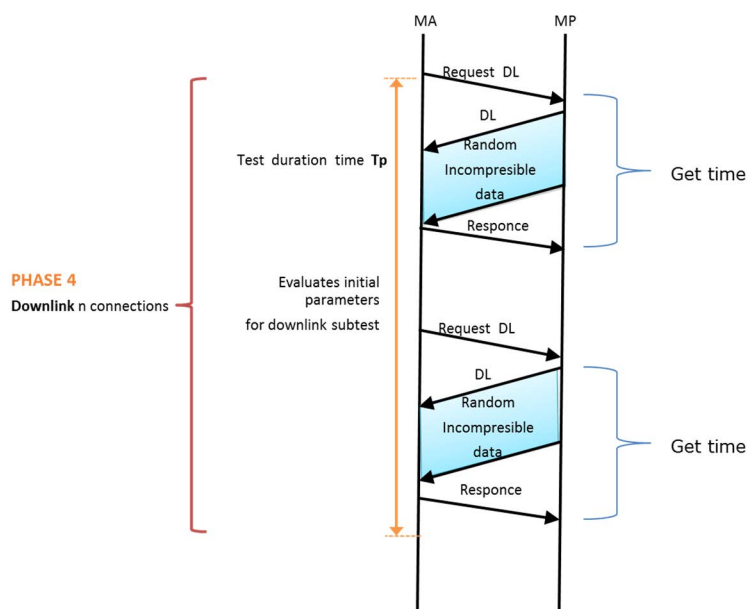 MA MP
Request DL
DL
Random
Incompresible
data
Responce
Get time
Test duration time Tp
PHASE 4
Downlink n connections
Evaluates initial
parameters
for downlink subtest
Request DL
DL
Random
Incompresible
data
Responce
Get time